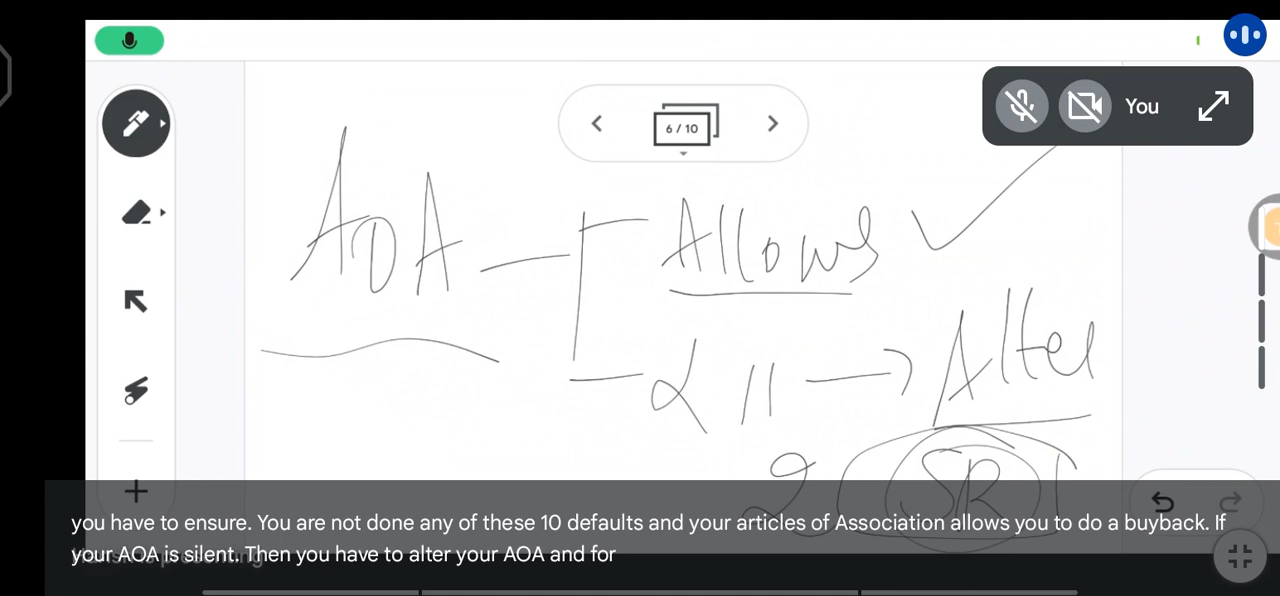 You
6 / 10
AOA
Allows ✓
α 11 → Alter
SR
you have to ensure. You are not done any of these 10 defaults and your articles of Association allows you to do a buyback. If
your AOA is silent. Then you have to alter your AOA and for